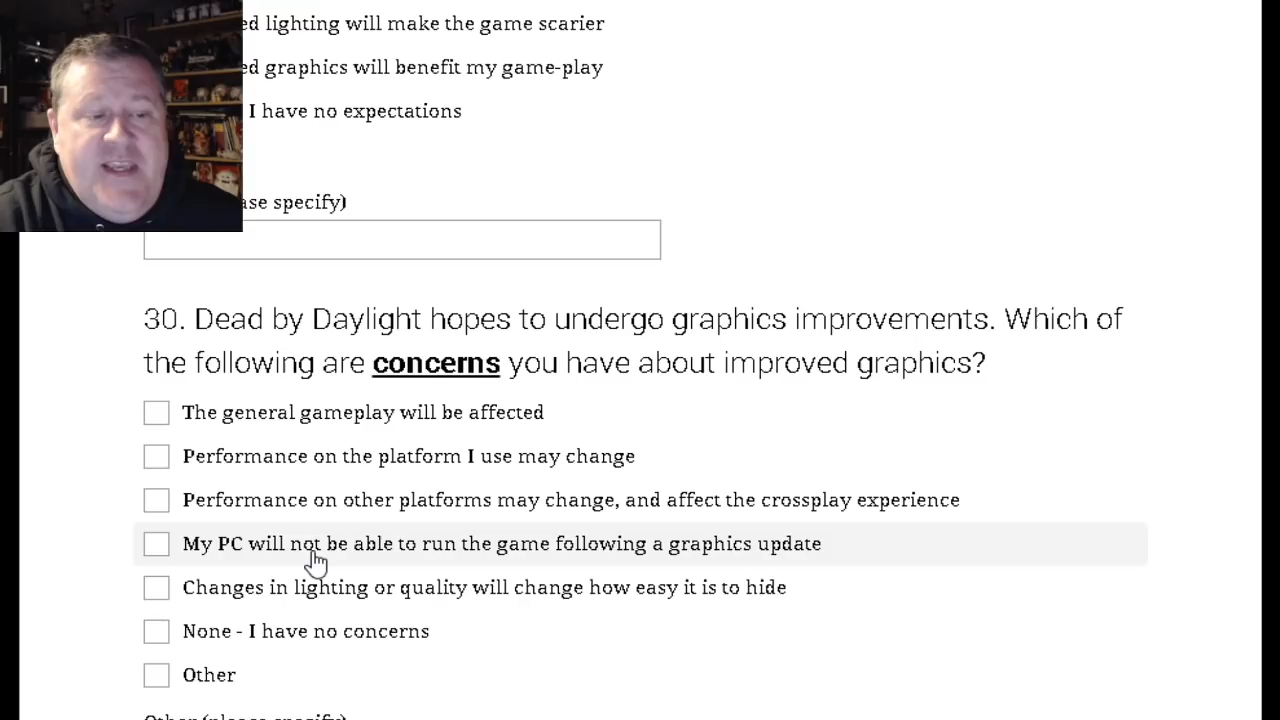 ed lighting will make the game scarier
ed graphics will benefit my game-play
I have no expectations
ase specify)
30. Dead by Daylight hopes to undergo graphics improvements. Which of
the following are concerns you have about improved graphics?
The general gameplay will be affected
Performance on the platform I use may change
Performance on other platforms may change, and affect the crossplay experience
My PC will not be able to run the game following a graphics update
Changes in lighting or quality will change how easy it is to hide
None - I have no concerns
Other
Other (please specify)